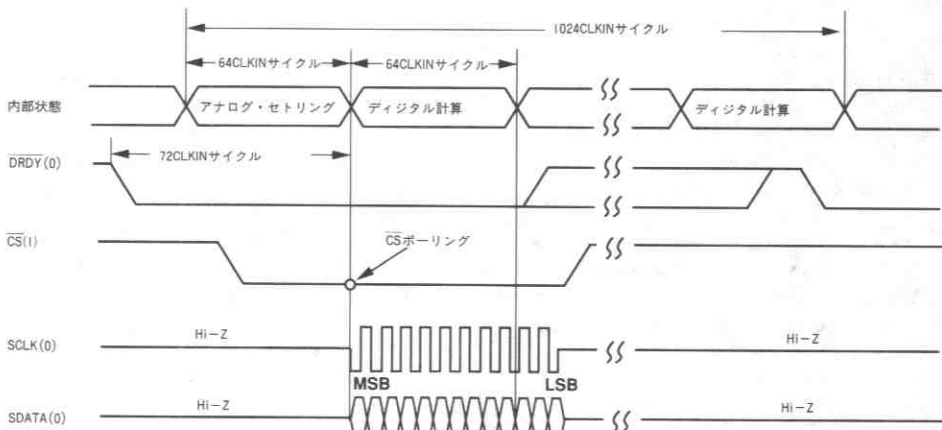 1024CLKINサイクル
64CLKINサイクル
64CLKINサイクル
内部状態
アナログ・セトリング
ディジタル計算
ディジタル計算
DRDY(0)
72CLKINサイクル
CS(I)
CSポーリング
SCLK(0)
Hi-Z
Hi-Z
MSB
LSB
SDATA(0)
Hi-Z
Hi-Z